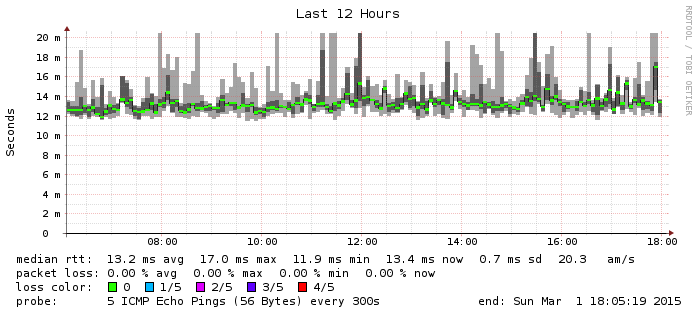 Last 12 Hours
RRDTOOL / TOBI OETIKER
Seconds
20 m
18 m
16 m
14 m
12 m
10 m
8 m
6 m
4 m
2 m
0
08:00 10:00 12:00 14:00 16:00 18:00
median rtt: 13.2 ms avg 17.0 ms max 11.9 ms min 13.4 ms now 0.7 ms sd 20.3 am/s
packet loss: 0.00 % avg 0.00 % max 0.00 % min 0.00 % now
loss color: 0 1/5 2/5 3/5 4/5
probe: 5 ICMP Echo Pings (56 Bytes) every 300s end: Sun Mar 1 18:05:19 2015